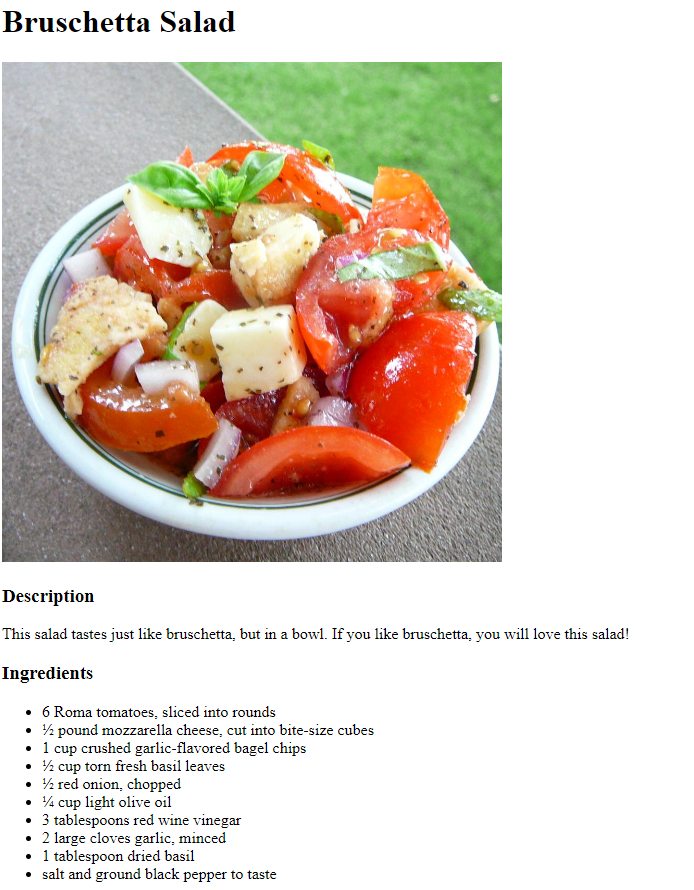 Bruschetta Salad
Description
This salad tastes just like bruschetta, but in a bowl. If you like bruschetta, you will love this salad!
Ingredients
• 6 Roma tomatoes, sliced into rounds
• ½ pound mozzarella cheese, cut into bite-size cubes
• 1 cup crushed garlic-flavored bagel chips
• ½ cup torn fresh basil leaves
• ½ red onion, chopped
• ¼ cup light olive oil
• 3 tablespoons red wine vinegar
• 2 large cloves garlic, minced
• 1 tablespoon dried basil
• salt and ground black pepper to taste